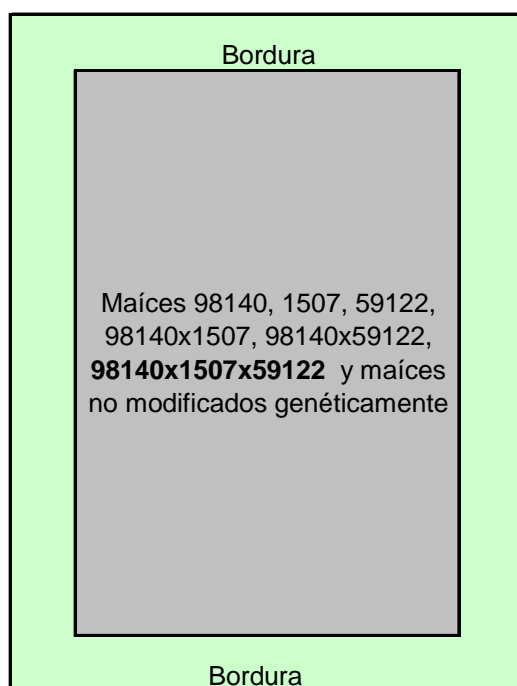 Bordura
Maíces 98140, 1507, 59122,
98140x1507, 98140x59122,
98140x1507x59122 y maíces
no modificados genéticamente
Bordura